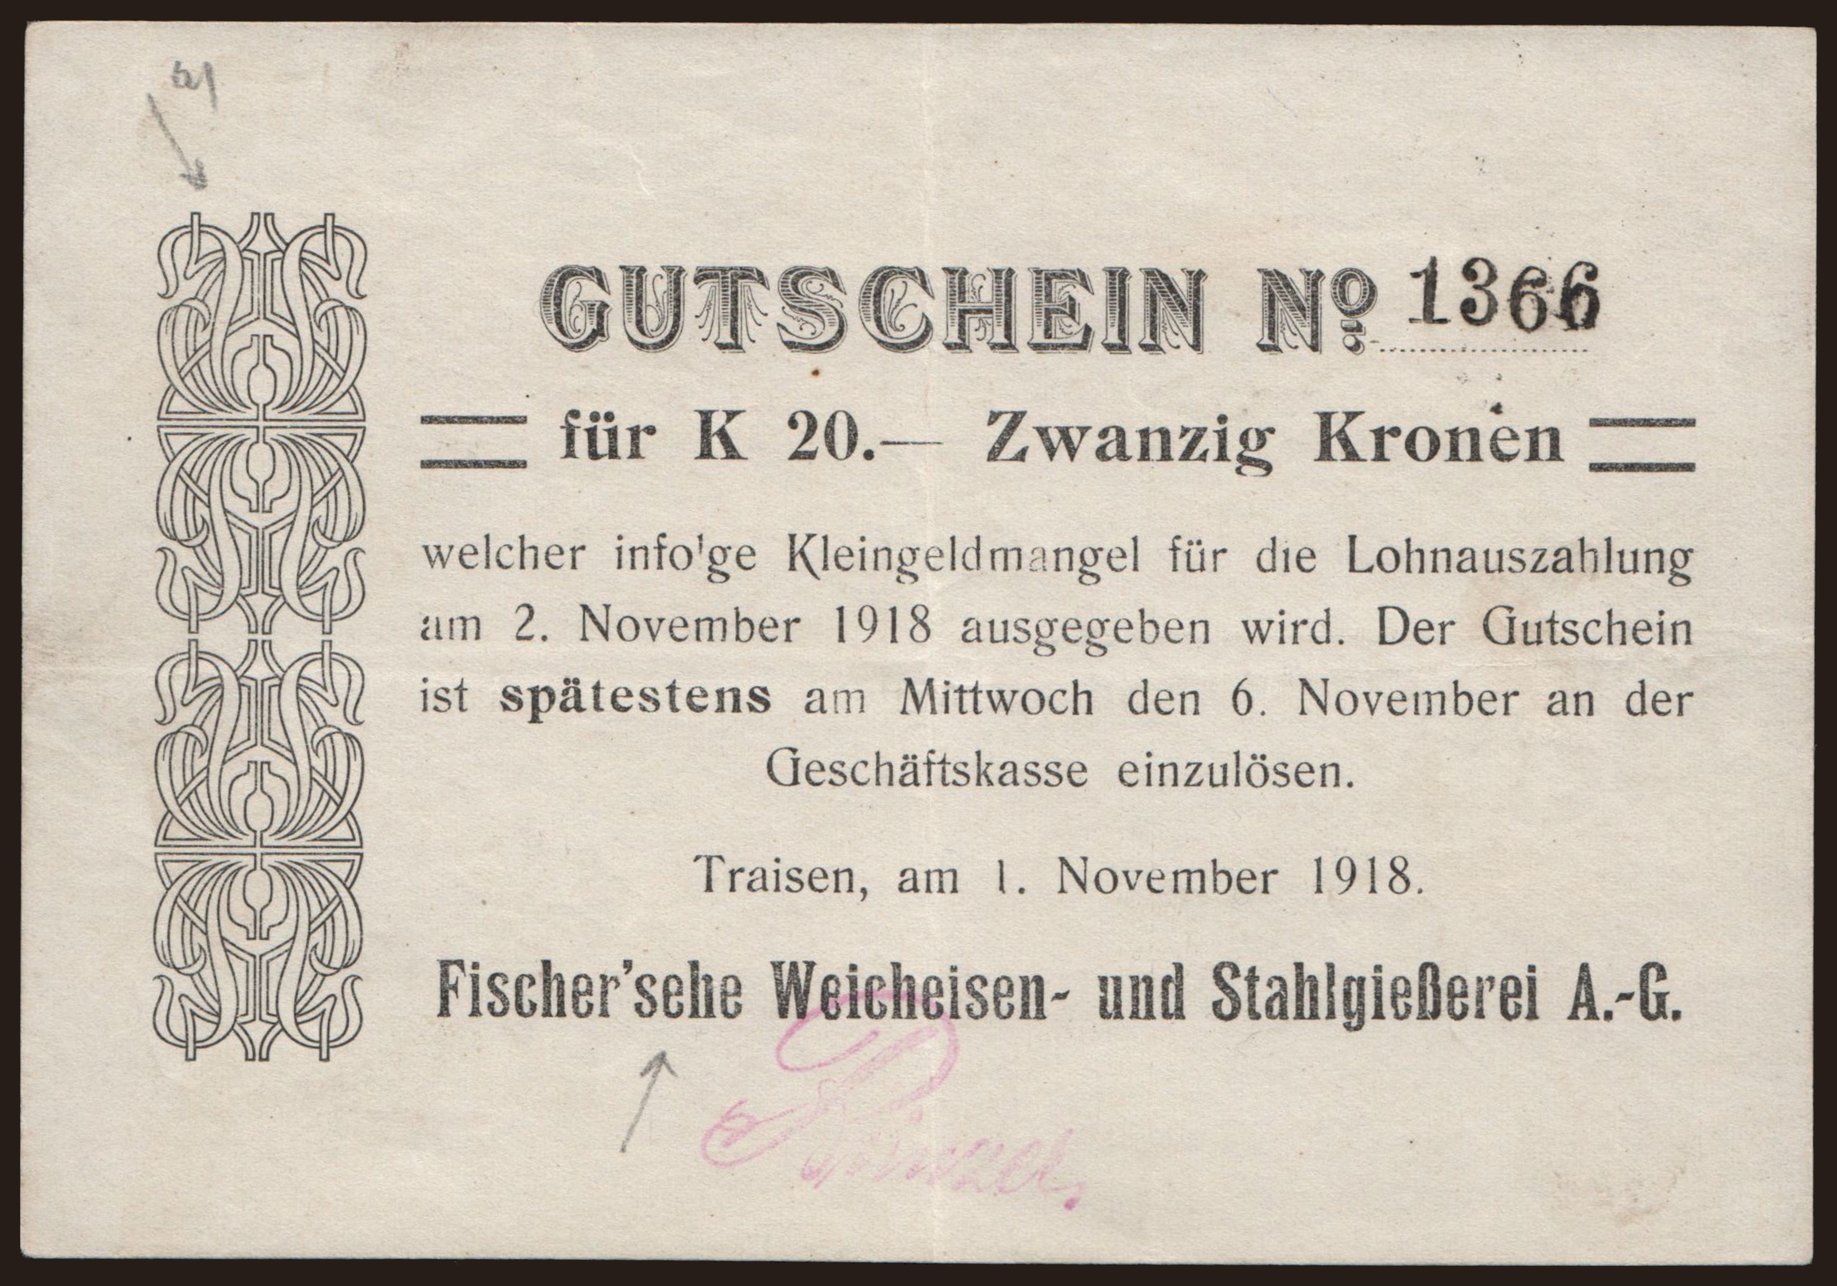 a)
GUTSCHEIN No. 1366
für K 20.— Zwanzig Kronen
welcher infolge Kleingeldmangel für die Lohnauszahlung
am 2. November 1918 ausgegeben wird. Der Gutschein
ist spätestens am Mittwoch den 6. November an der
Geschäftskasse einzulösen.
Traisen, am 1. November 1918.
Fischer'sehe Weicheisen- und Stahlgießerei A.-G.